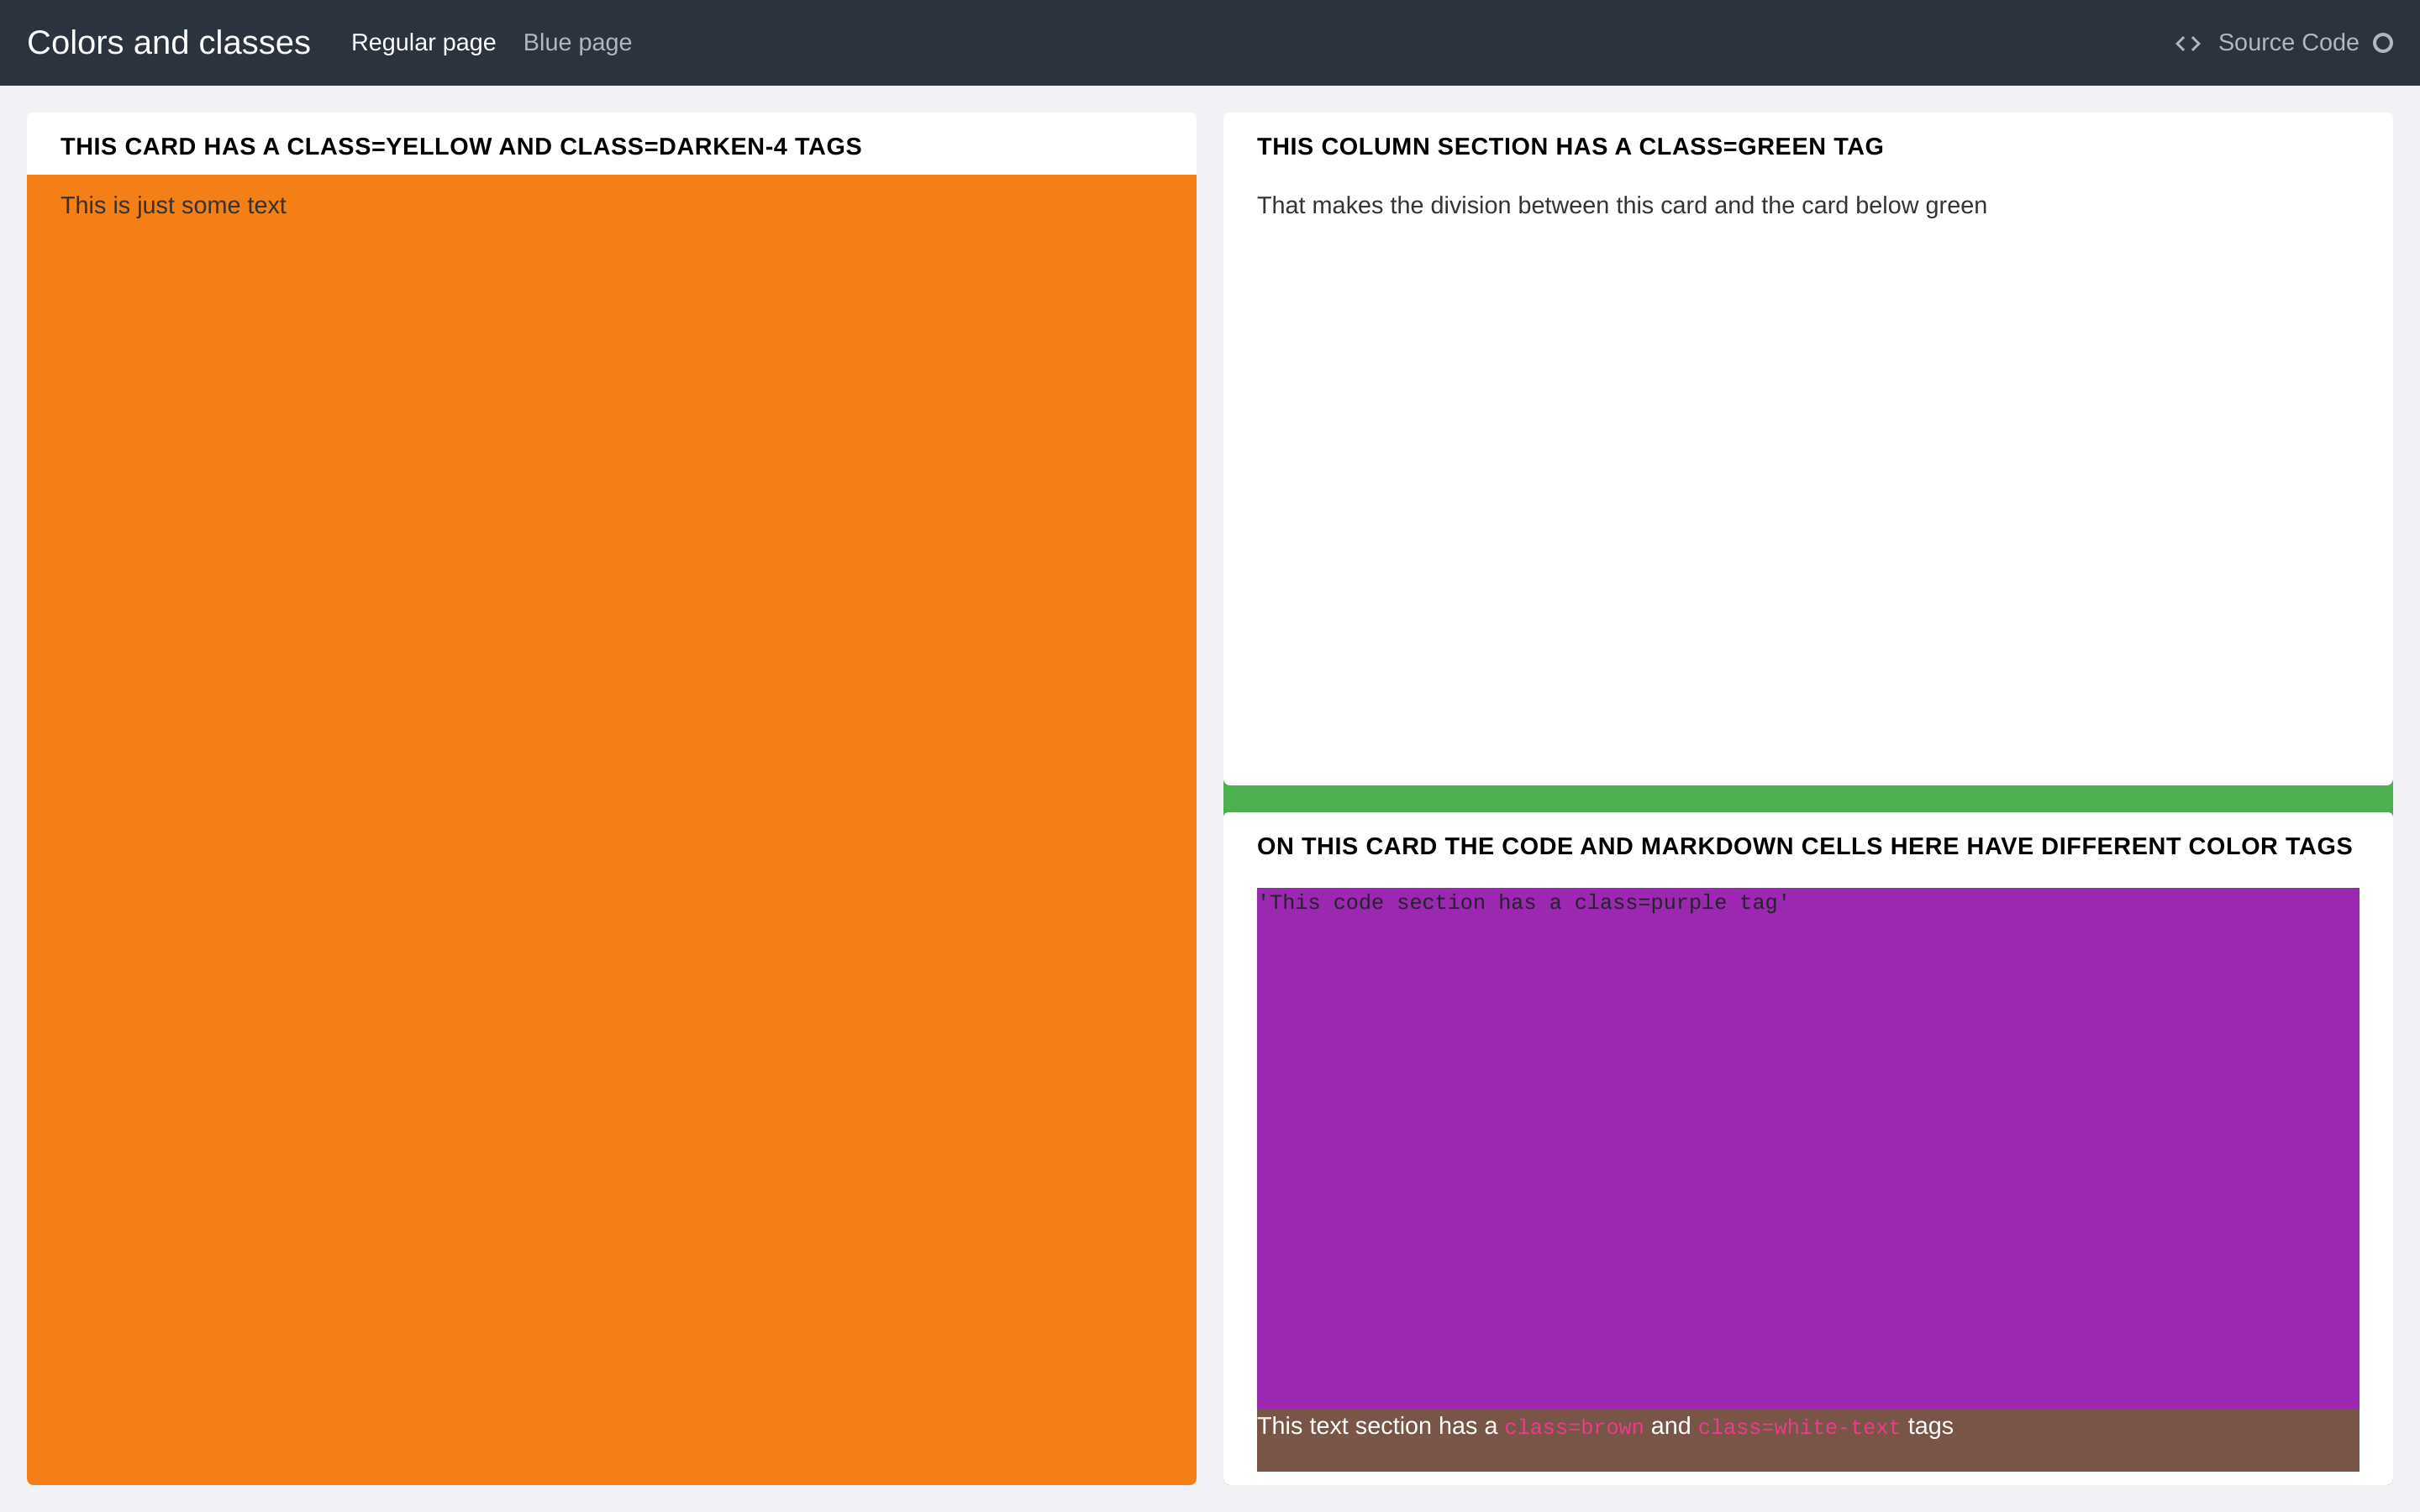 Colors and classes Regular page Blue page Source Code
THIS CARD HAS A CLASS=YELLOW AND CLASS=DARKEN-4 TAGS
This is just some text
THIS COLUMN SECTION HAS A CLASS=GREEN TAG
That makes the division between this card and the card below green
ON THIS CARD THE CODE AND MARKDOWN CELLS HERE HAVE DIFFERENT COLOR TAGS
'This code section has a class=purple tag'
This text section has a class=brown and class=white-text tags